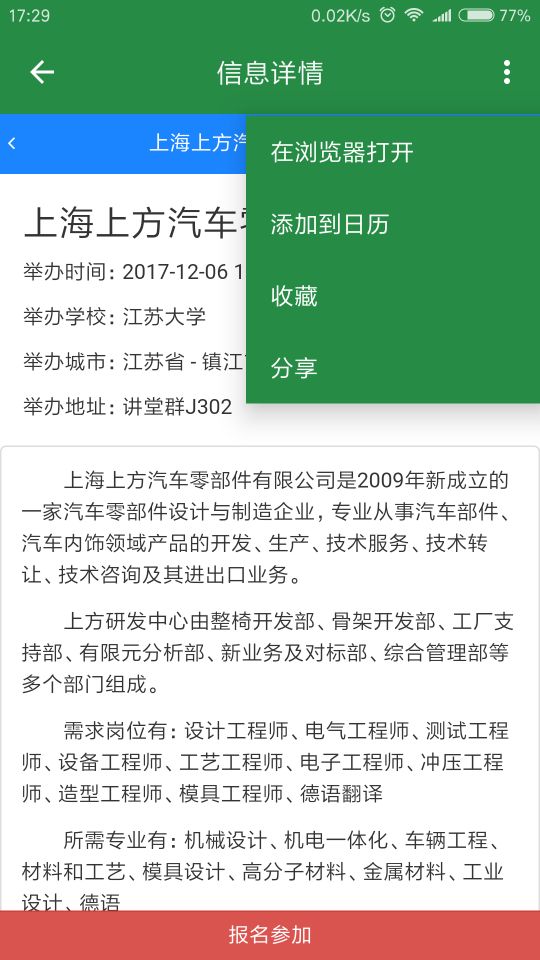 17:29 0.02K/s 77%
信息详情
上海上方汽
在浏览器打开
添加到日历
收藏
分享
上海上方汽车
举办时间：2017-12-06 1
举办学校：江苏大学
举办城市：江苏省 - 镇江
举办地址：讲堂群J302
上海上方汽车零部件有限公司是2009年新成立的
一家汽车零部件设计与制造企业，专业从事汽车部件、
汽车内饰领域产品的开发、生产、技术服务、技术转
让、技术咨询及其进出口业务。
上方研发中心由整椅开发部、骨架开发部、工厂支
持部、有限元分析部、新业务及对标部、综合管理部等
多个部门组成。
需求岗位有：设计工程师、电气工程师、测试工程
师、设备工程师、工艺工程师、电子工程师、冲压工程
师、造型工程师、模具工程师、德语翻译
所需专业有：机械设计、机电一体化、车辆工程、
材料和工艺、模具设计、高分子材料、金属材料、工业
设计、德语
报名参加